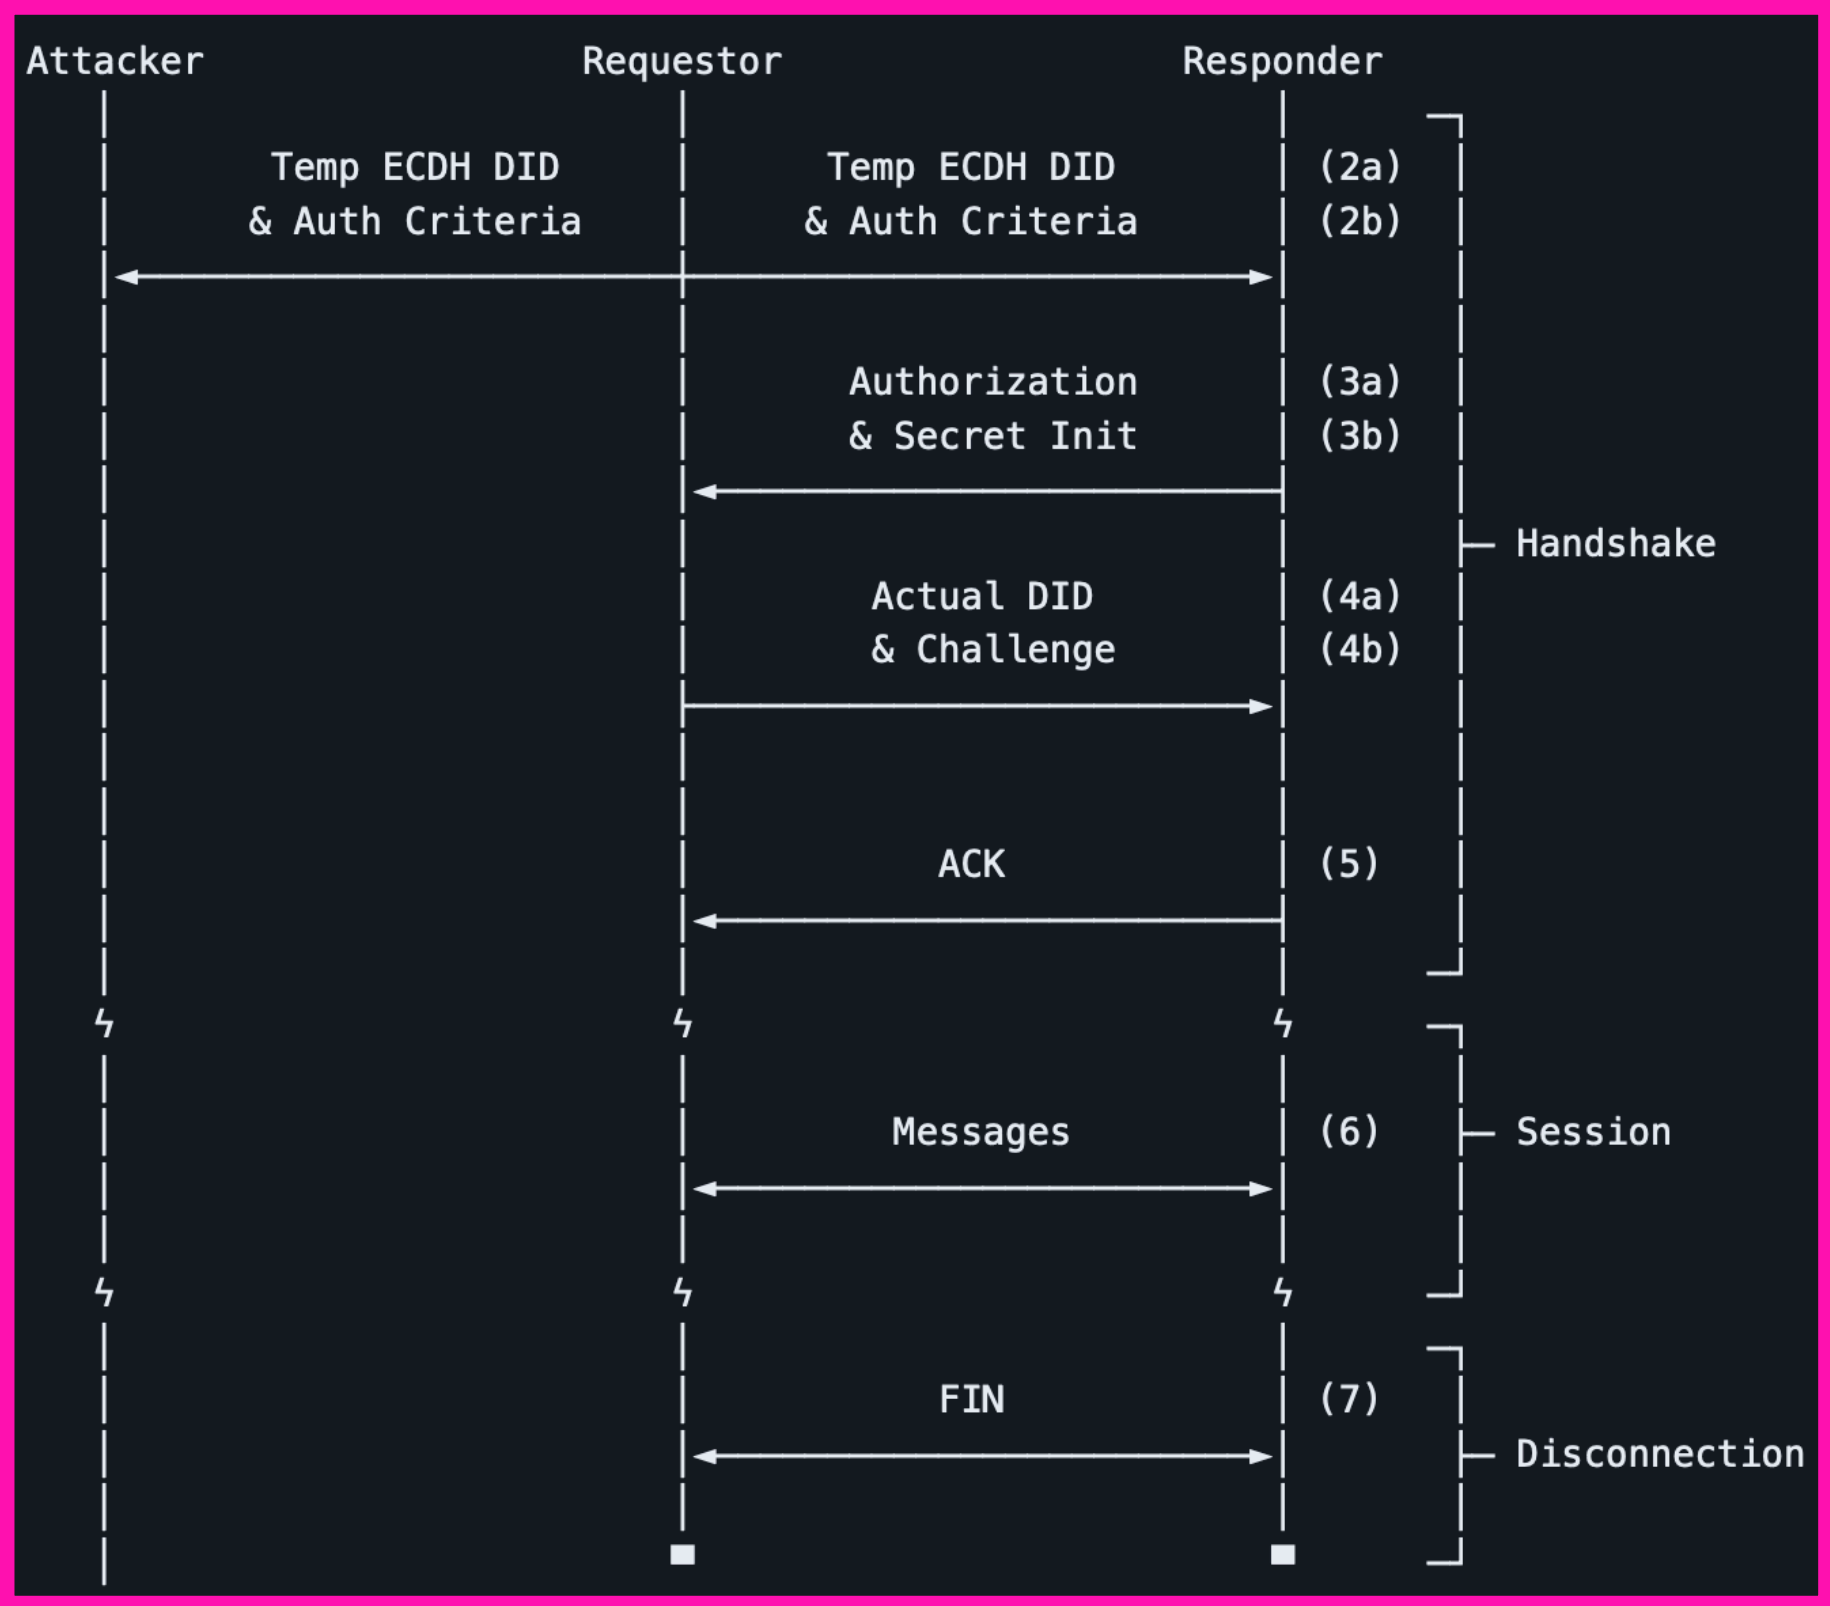 Attacker Requestor Responder
Temp ECDH DID Temp ECDH DID (2a)
& Auth Criteria & Auth Criteria (2b)
Authorization (3a)
& Secret Init (3b)
Handshake
Actual DID (4a)
& Challenge (4b)
ACK (5)
Messages (6) Session
FIN (7)
Disconnection